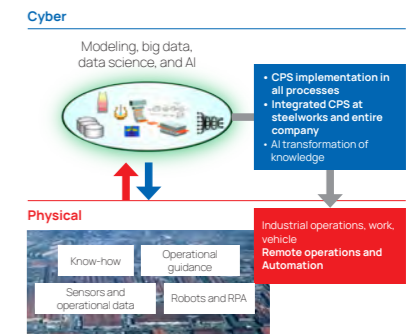 Cyber
Modeling, big data,
data science, and AI
• CPS implementation in
all processes
• Integrated CPS at
steelworks and entire
company
• AI transformation of
knowledge
Physical
Know-how
Operational
guidance
Sensors and
operational data
Robots and RPA
Industrial operations, work,
vehicle
Remote operations and
Automation